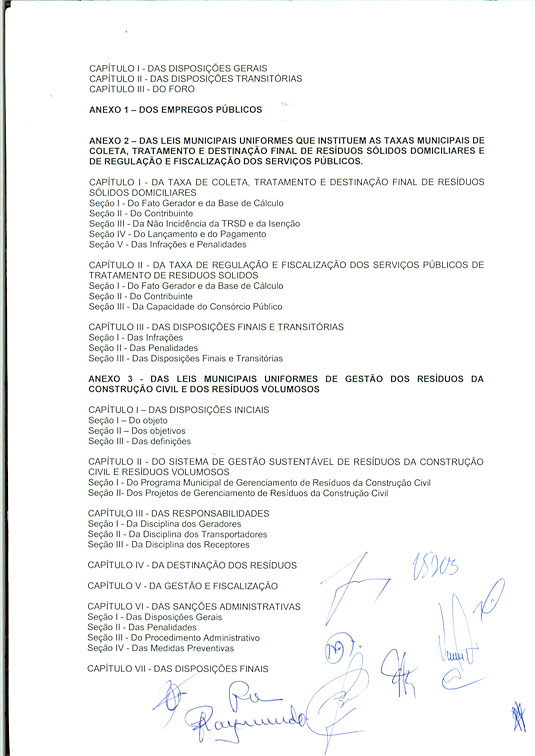 CAPÍTULO I - DAS DISPOSIÇÕES GERAIS
CAPÍTULO II - DAS DISPOSIÇÕES TRANSITÓRIAS
CAPÍTULO III - DO FORO
ANEXO 1 – DOS EMPREGOS PÚBLICOS
ANEXO 2 – DAS LEIS MUNICIPAIS UNIFORMES QUE INSTITUEM AS TAXAS MUNICIPAIS DE
COLETA, TRATAMENTO E DESTINAÇÃO FINAL DE RESÍDUOS SÓLIDOS DOMICILIARES E
DE REGULAÇÃO E FISCALIZAÇÃO DOS SERVIÇOS PÚBLICOS.
CAPÍTULO I - DA TAXA DE COLETA, TRATAMENTO E DESTINAÇÃO FINAL DE RESÍDUOS
SÓLIDOS DOMICILIARES
Seção I - Do Fato Gerador e da Base de Cálculo
Seção II - Do Contribuinte
Seção III - Da Não Incidência da TRSD e da Isenção
Seção IV - Do Lançamento e do Pagamento
Seção V - Das Infrações e Penalidades
CAPÍTULO II - DA TAXA DE REGULAÇÃO E FISCALIZAÇÃO DOS SERVIÇOS PÚBLICOS DE
TRATAMENTO DE RESIDUOS SOLIDOS
Seção I - Do Fato Gerador e da Base de Cálculo
Seção II - Do Contribuinte
Seção III - Da Capacidade do Consórcio Público
CAPÍTULO III - DAS DISPOSIÇÕES FINAIS E TRANSITÓRIAS
Seção I - Das Infrações
Seção II - Das Penalidades
Seção III - Das Disposições Finais e Transitórias
ANEXO 3 - DAS LEIS MUNICIPAIS UNIFORMES DE GESTÃO DOS RESÍDUOS DA
CONSTRUÇÃO CIVIL E DOS RESÍDUOS VOLUMOSOS
CAPÍTULO I – DAS DISPOSIÇÕES INICIAIS
Seção I – Do objeto
Seção II – Dos objetivos
Seção III - Das definições
CAPÍTULO II - DO SISTEMA DE GESTÃO SUSTENTÁVEL DE RESÍDUOS DA CONSTRUÇÃO
CIVIL E RESÍDUOS VOLUMOSOS
Seção I - Do Programa Municipal de Gerenciamento de Resíduos da Construção Civil
Seção II- Dos Projetos de Gerenciamento de Resíduos da Construção Civil
CAPÍTULO III - DAS RESPONSABILIDADES
Seção I - Da Disciplina dos Geradores
Seção II - Da Disciplina dos Transportadores
Seção III - Da Disciplina dos Receptores
CAPÍTULO IV - DA DESTINAÇÃO DOS RESÍDUOS
CAPÍTULO V - DA GESTÃO E FISCALIZAÇÃO
CAPÍTULO VI - DAS SANÇÕES ADMINISTRATIVAS
Seção I - Das Disposições Gerais
Seção II - Das Penalidades
Seção III - Do Procedimento Administrativo
Seção IV - Das Medidas Preventivas
CAPÍTULO VII - DAS DISPOSIÇÕES FINAIS
Raymundo